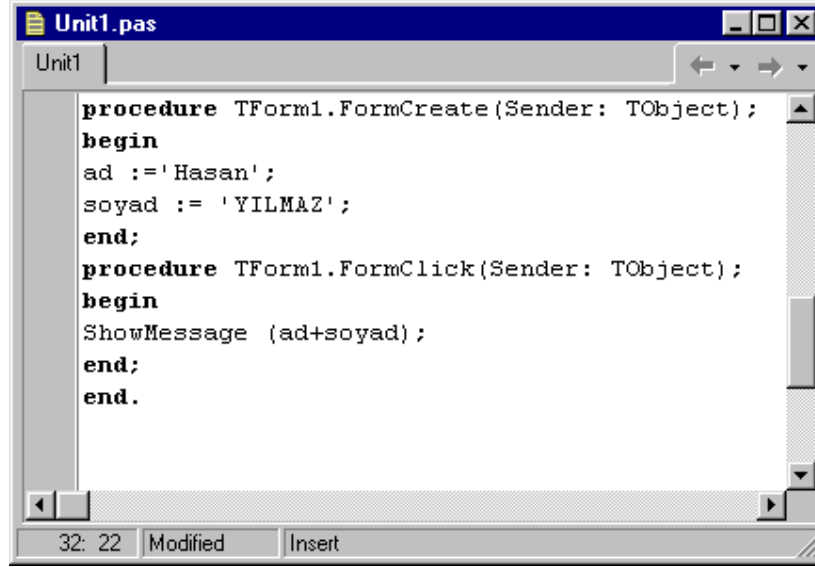 Unit1.pas
Unit1
procedure TForm1.FormCreate(Sender: TObject);
begin
ad :='Hasan';
soyad := 'YILMAZ';
end;
procedure TForm1.FormClick(Sender: TObject);
begin
ShowMessage (ad+soyad);
end;
end.
32: 22 Modified Insert